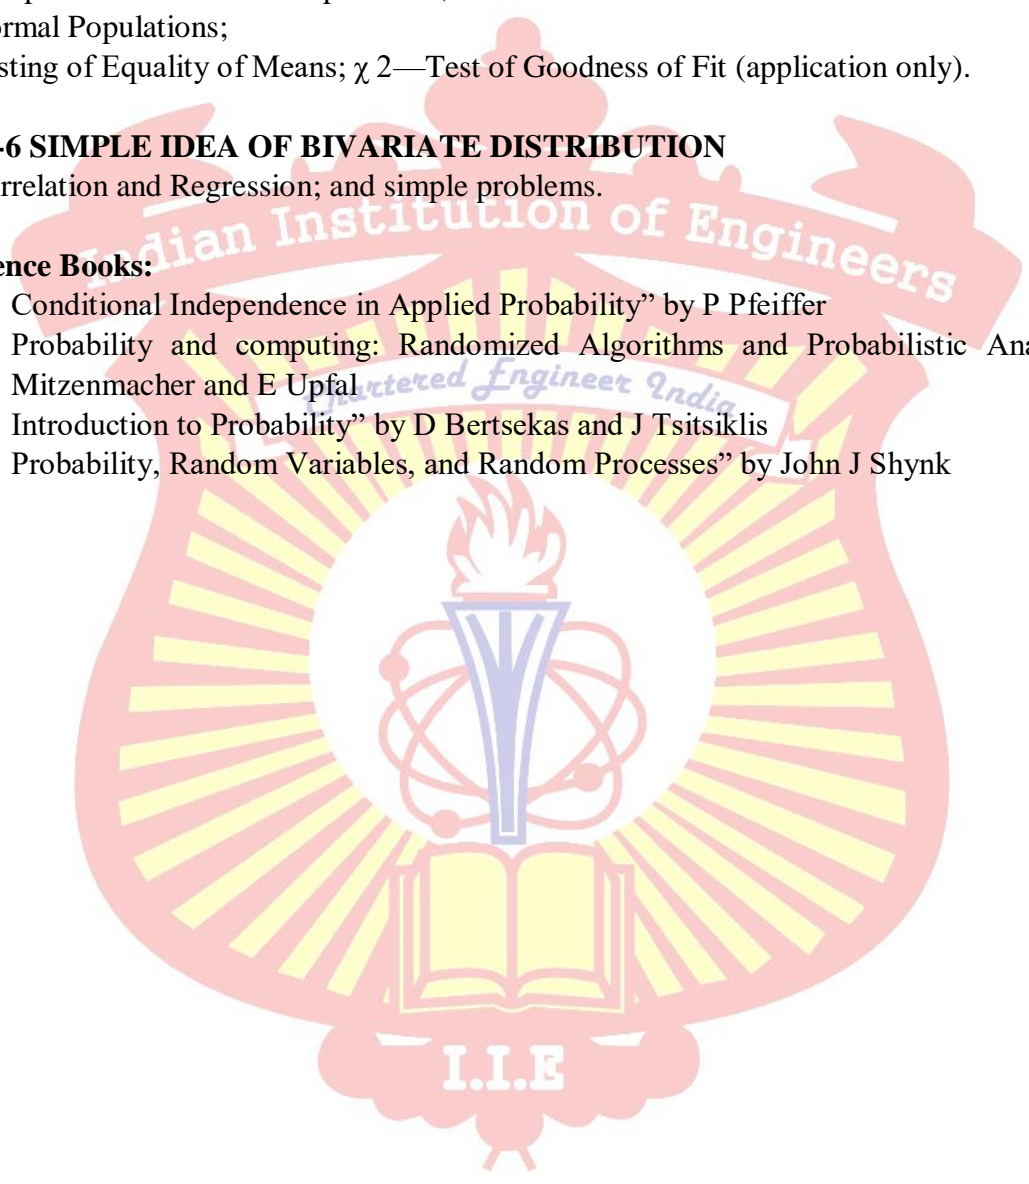 ormal Populations;
sting of Equality of Means; χ 2—Test of Goodness of Fit (application only).
-6 SIMPLE IDEA OF BIVARIATE DISTRIBUTION
rrelation and Regression; and simple problems.
Indian Institution of Engineers
ence Books:
Conditional Independence in Applied Probability” by P Pfeiffer
Probability and computing: Randomized Algorithms and Probabilistic Ana
Mitzenmacher and E Upfal
Chartered Engineer India
Introduction to Probability” by D Bertsekas and J Tsitsiklis
Probability, Random Variables, and Random Processes” by John J Shynk
I.I.E